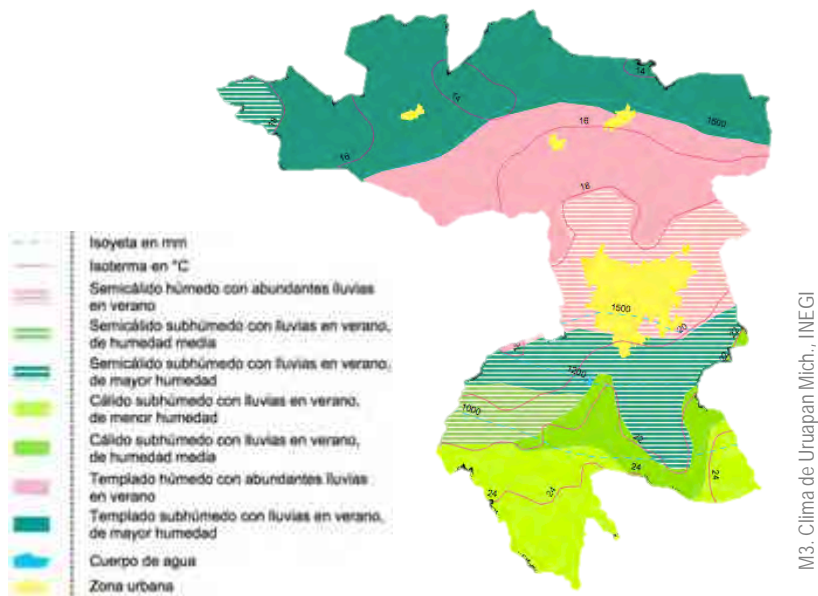 14
14
16
16
1500
16
16
1500
20
1200
1000
24
24
24
24
Isoyeta en mm
Isoterma en °C
Semicálido húmedo con abundantes lluvias
en verano
Semicálido subhúmedo con lluvias en verano,
de humedad media
Semicálido subhúmedo con lluvias en verano,
de mayor humedad
Cálido subhúmedo con lluvias en verano,
de menor humedad
Cálido subhúmedo con lluvias en verano,
de humedad media
Templado húmedo con abundantes lluvias
en verano
Templado subhúmedo con lluvias en verano,
de mayor humedad
Cuerpo de agua
Zona urbana
M3. Clima de Uruapan Mich., INEGI